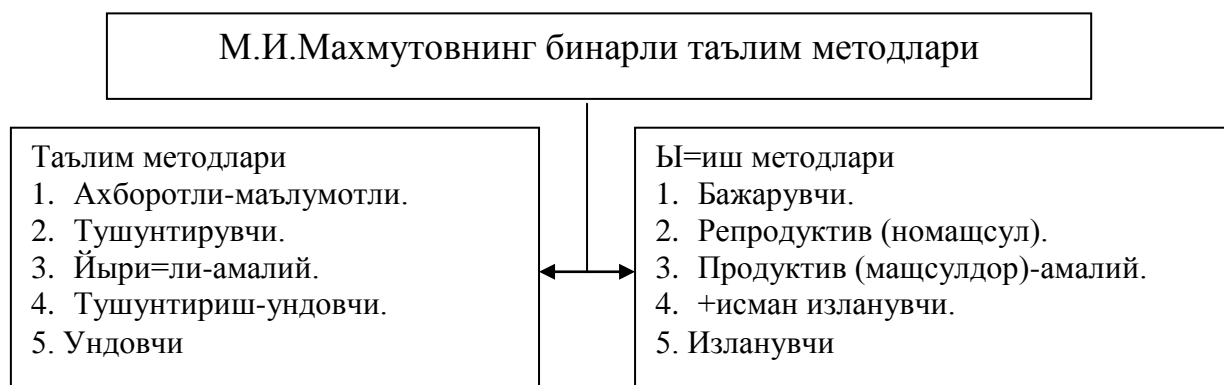 М.И.Махмутовнинг бинарли таълим методлари
Таълим методлари
1. Ахборотли-маълумотли.
2. Тушунтирувчи.
3. Йыри=ли-амалий.
4. Тушунтириш-ундовчи.
5. Ундовчи
Ы=иш методлари
1. Бажарувчи.
2. Репродуктив (номащсул).
3. Продуктив (мащсулдор)-амалий.
4. +исман изланувчи.
5. Изланувчи